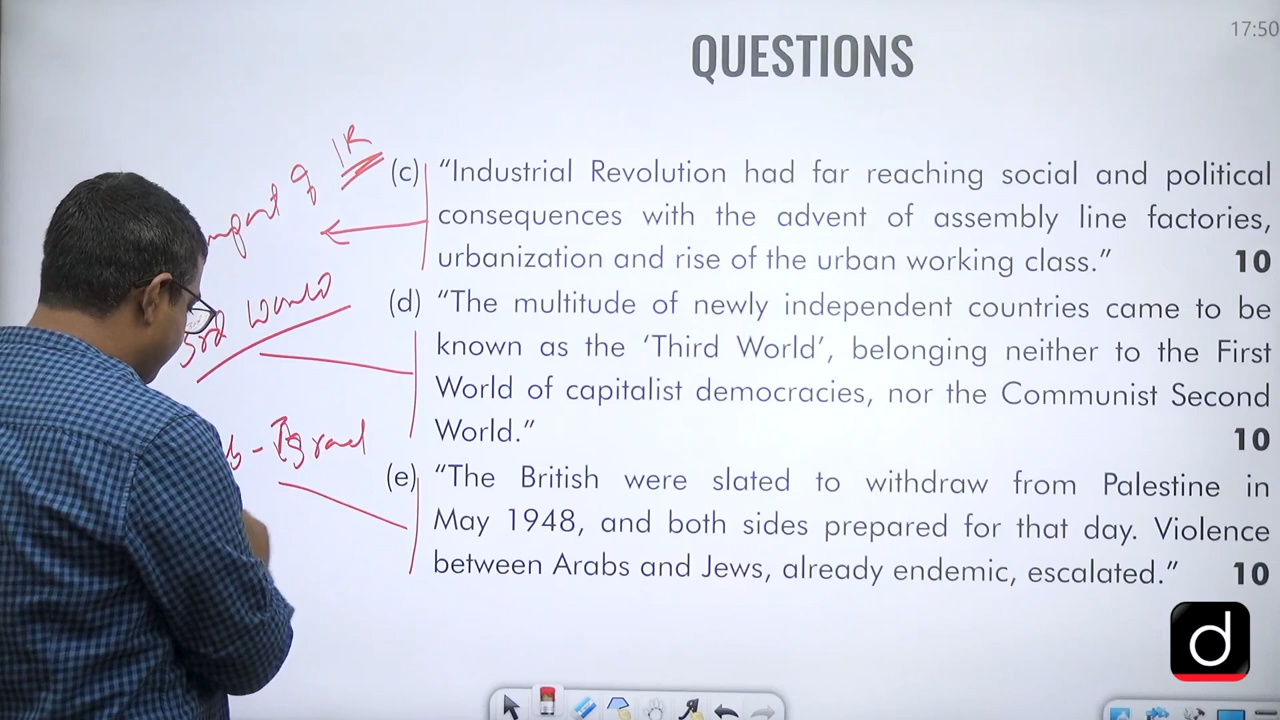 17:50
QUESTIONS
(c) “Industrial Revolution had far reaching social and political
consequences with the advent of assembly line factories,
urbanization and rise of the urban working class.” 10
(d) “The multitude of newly independent countries came to be
known as the ‘Third World’, belonging neither to the First
World of capitalist democracies, nor the Communist Second
World.” 10
(e) “The British were slated to withdraw from Palestine in
May 1948, and both sides prepared for that day. Violence
between Arabs and Jews, already endemic, escalated.” 10
of IR
3rd World
- Israel
d